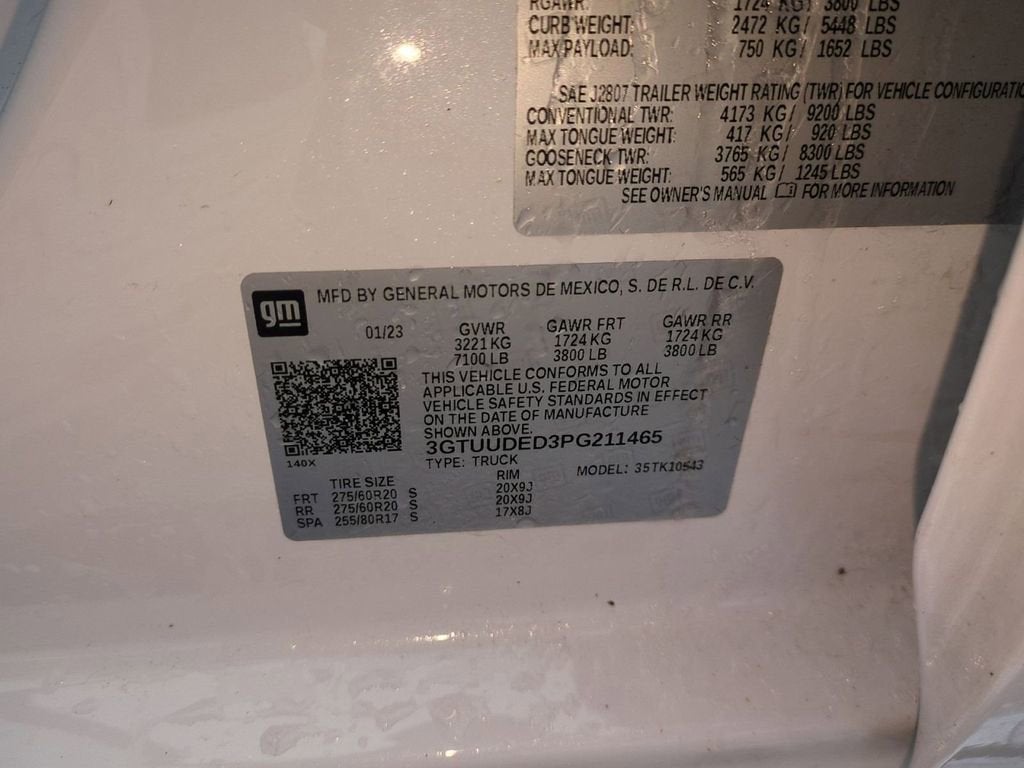 RGAWR: 1724 KG/ 3800 LBS
CURB WEIGHT: 2472 KG/ 5448 LBS
MAX PAYLOAD: 750 KG/ 1652 LBS
SAE J2807 TRAILER WEIGHT RATING (TWR) FOR VEHICLE CONFIGURATIO
CONVENTIONAL TWR: 4173 KG/ 9200 LBS
MAX TONGUE WEIGHT: 417 KG/ 920 LBS
GOOSENECK TWR: 3765 KG/ 8300 LBS
MAX TONGUE WEIGHT: 565 KG/ 1245 LBS
SEE OWNER'S MANUAL FOR MORE INFORMATION
gm MFD BY GENERAL MOTORS DE MEXICO, S. DE R.L. DE C.V.
01/23 GVWR GAWR FRT GAWR RR
3221 KG 1724 KG 1724 KG
7100 LB 3800 LB 3800 LB
THIS VEHICLE CONFORMS TO ALL
APPLICABLE U.S. FEDERAL MOTOR
VEHICLE SAFETY STANDARDS IN EFFECT
ON THE DATE OF MANUFACTURE
SHOWN ABOVE.
3GTUUDED3PG211465
140X TYPE: TRUCK MODEL: 35TK10543
TIRE SIZE RIM
FRT 275/60R20 S 20X9J
RR 275/60R20 S 20X9J
SPA 255/80R17 S 17X8J